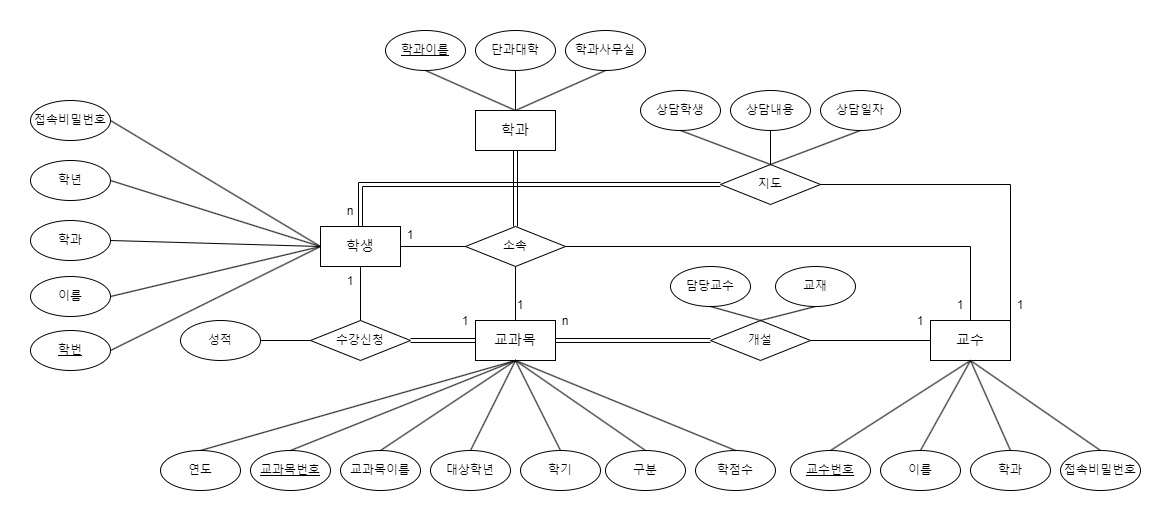 학과이름
단과대학
학과사무실
접속비밀번호
상담학생
상담내용
상담일자
학과
학년
지도
n
학과
학생
1
소속
이름
1
담당교수
교재
1
1
1
학번
성적
수강신청
1
교과목
n
개설
1
교수
연도
교과목번호
교과목이름
대상학년
학기
구분
학점수
교수번호
이름
학과
접속비밀번호